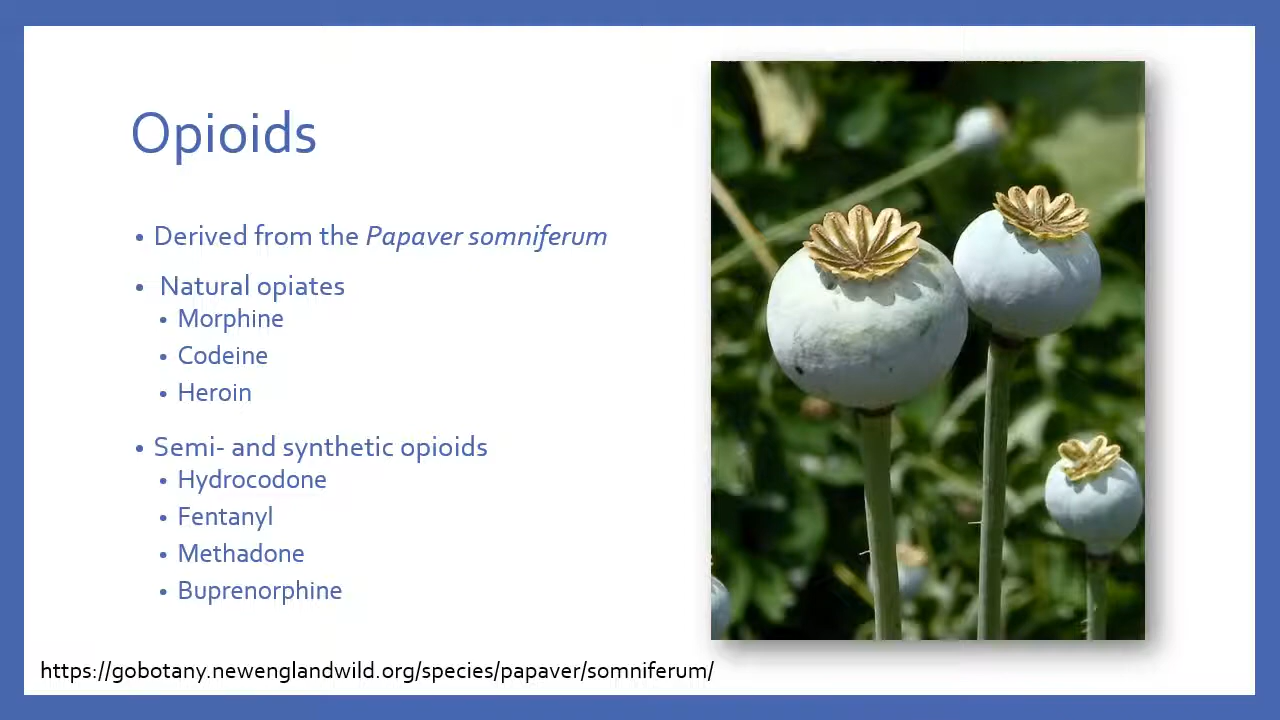 Opioids
• Derived from the Papaver somniferum
• Natural opiates
• Morphine
• Codeine
• Heroin
• Semi- and synthetic opioids
• Hydrocodone
• Fentanyl
• Methadone
• Buprenorphine
https://gobotany.newenglandwild.org/species/papaver/somniferum/